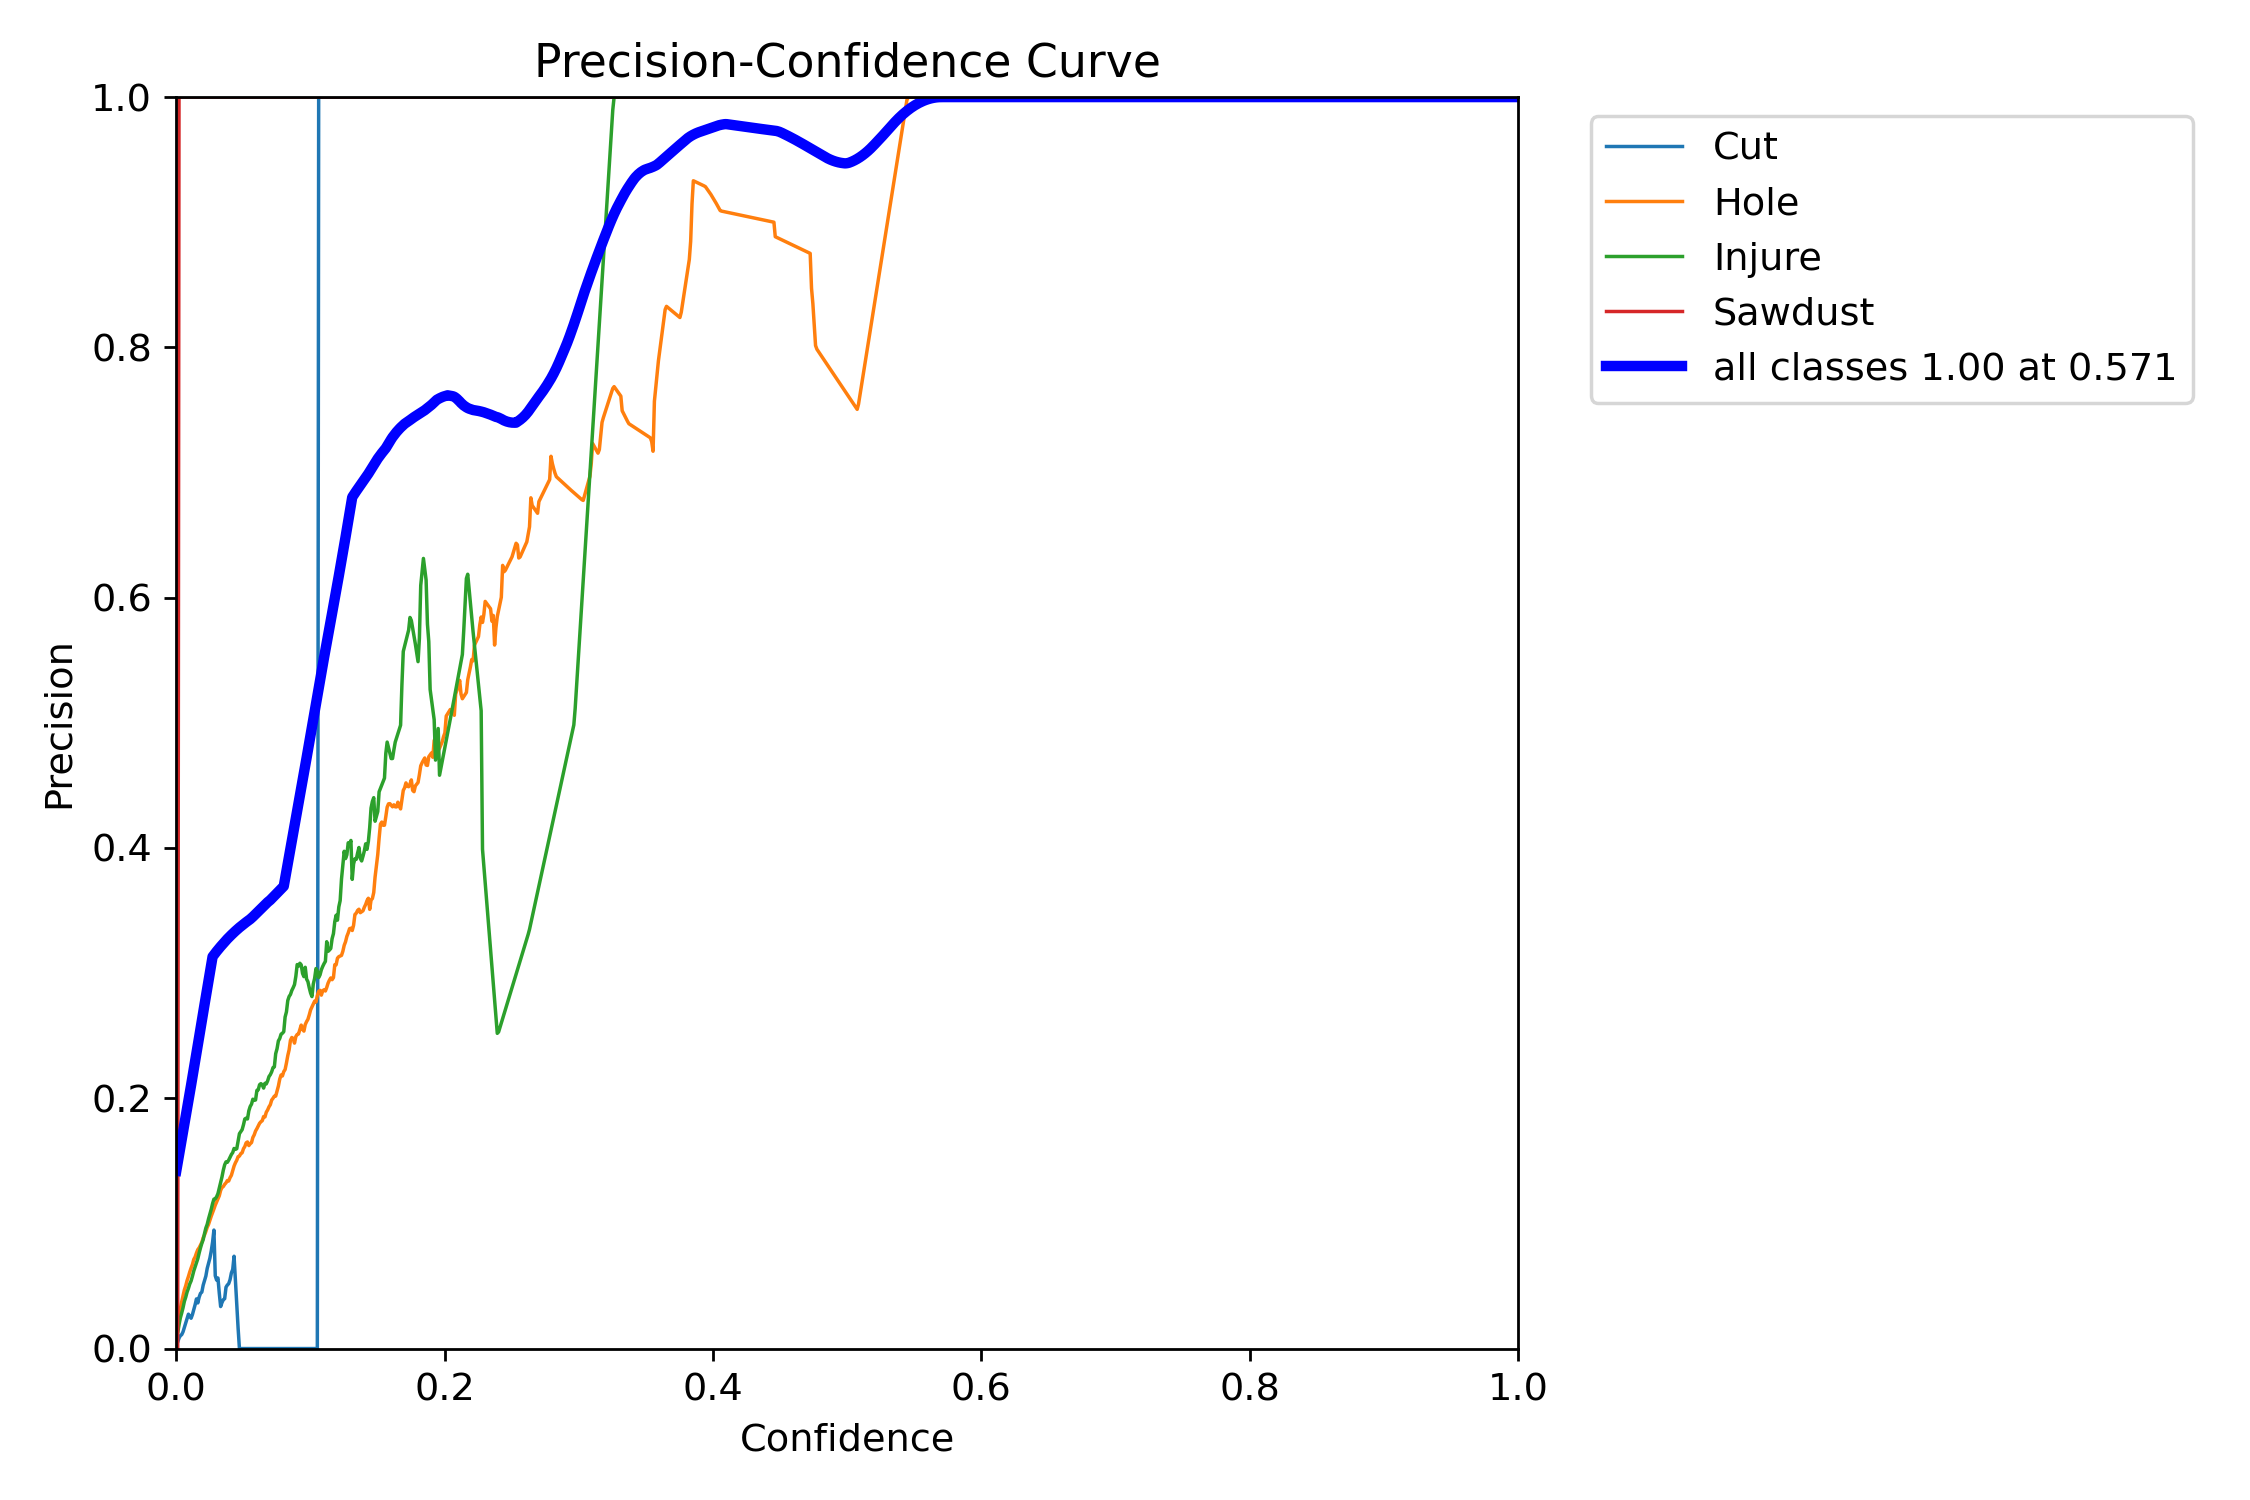 Precision-Confidence Curve
1.0
0.8
0.6
0.4
0.2
0.0
Precision
0.0 0.2 0.4 0.6 0.8 1.0
Confidence
Cut
Hole
Injure
Sawdust
all classes 1.00 at 0.571